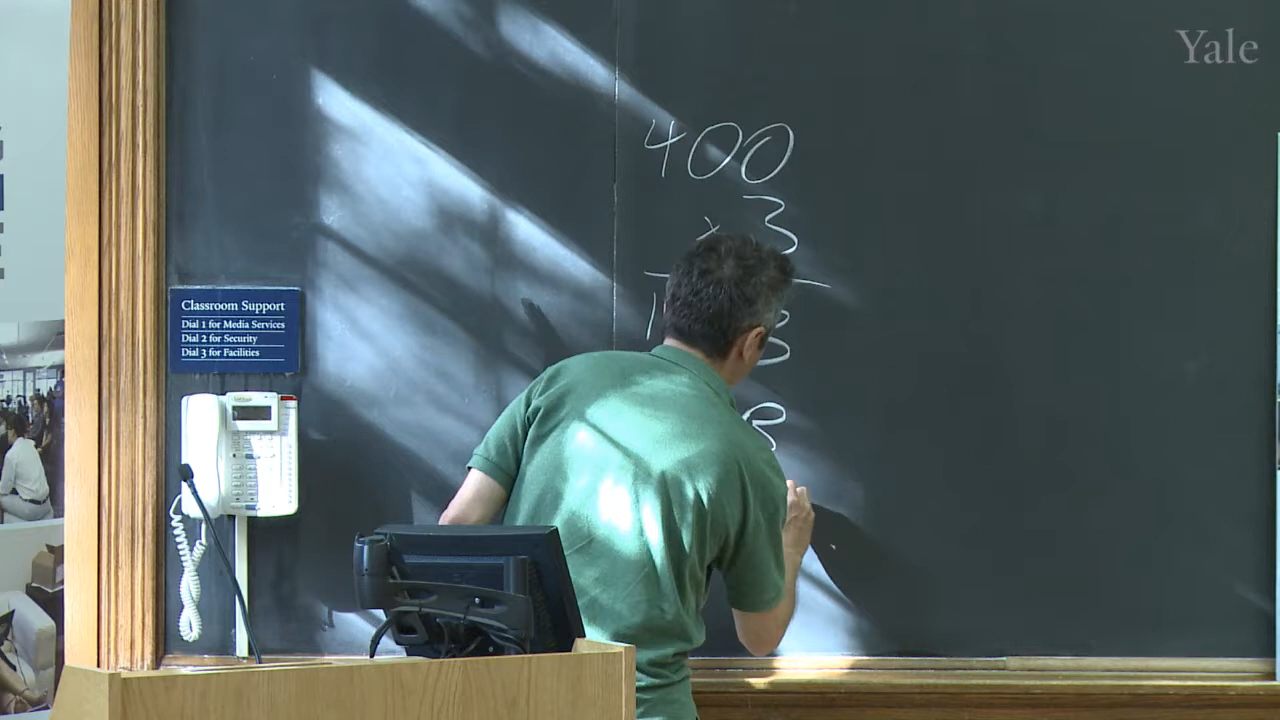 Yale
400
× 3
Classroom Support
Dial 1 for Media Services
Dial 2 for Security
Dial 3 for Facilities